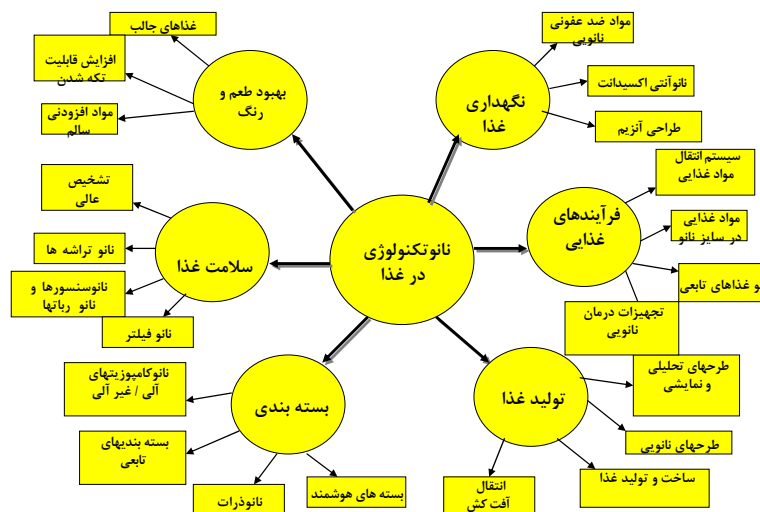 غذاهای جالب
افزایش قابلیت
تکه شدن
مواد افزودنی
سالم
بهبود طعم و
رنگ
مواد ضد عفونی
نانویی
نانوآنتی اکسیدانت
طراحی آنزیم
نگهداری
غذا
تشخیص
عالی
نانو تراشه ها
نانوسنسورها و
نانو رباتها
نانو فیلتر
سلامت غذا
نانوتکنولوژی
در غذا
فرآیندهای
غذایی
سیستم انتقال
مواد غذایی
مواد غذایی
در سایز نانو
و غذاهای تابعی
تجهیزات درمان
نانویی
نانوکامپوزیتهای
آلی / غیر آلی
بسته بندیهای
تابعی
نانوذرات
بسته های هوشمند
بسته بندی
تولید غذا
طرحهای تحلیلی
و نمایشی
طرحهای نانویی
ساخت و تولید غذا
انتقال
آفت کش